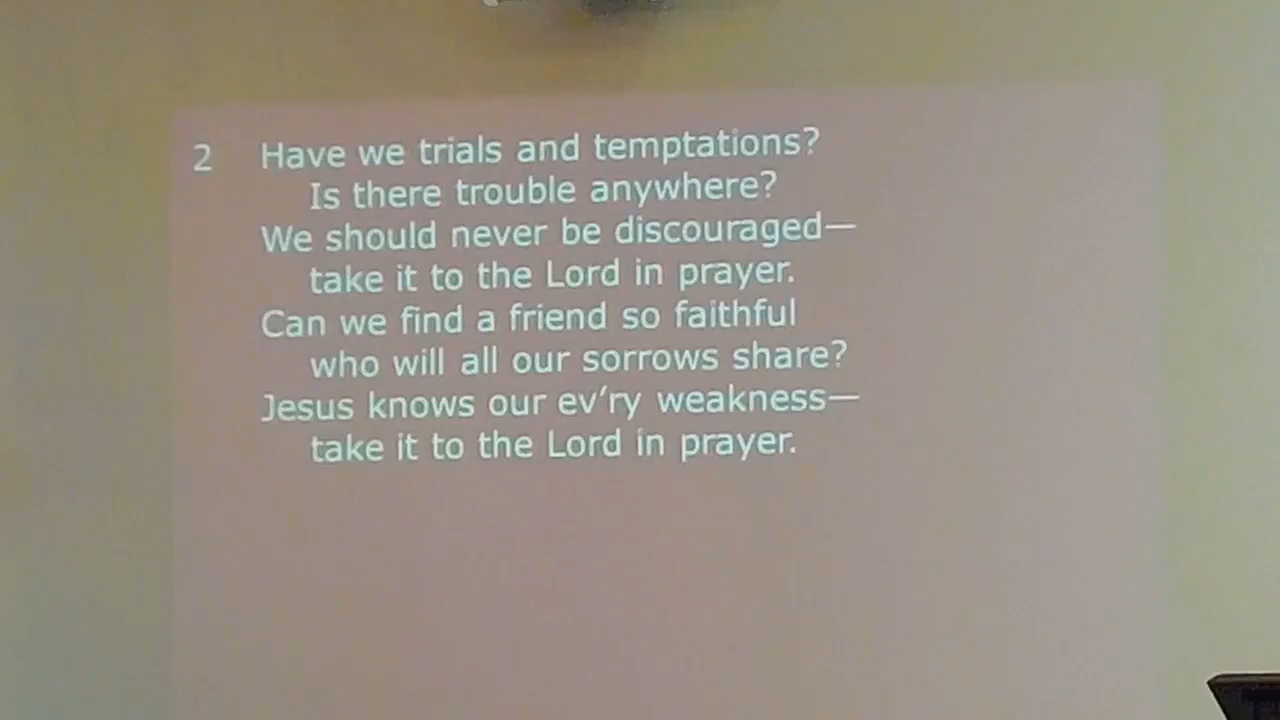 2 Have we trials and temptations?
Is there trouble anywhere?
We should never be discouraged—
take it to the Lord in prayer.
Can we find a friend so faithful
who will all our sorrows share?
Jesus knows our ev’ry weakness—
take it to the Lord in prayer.